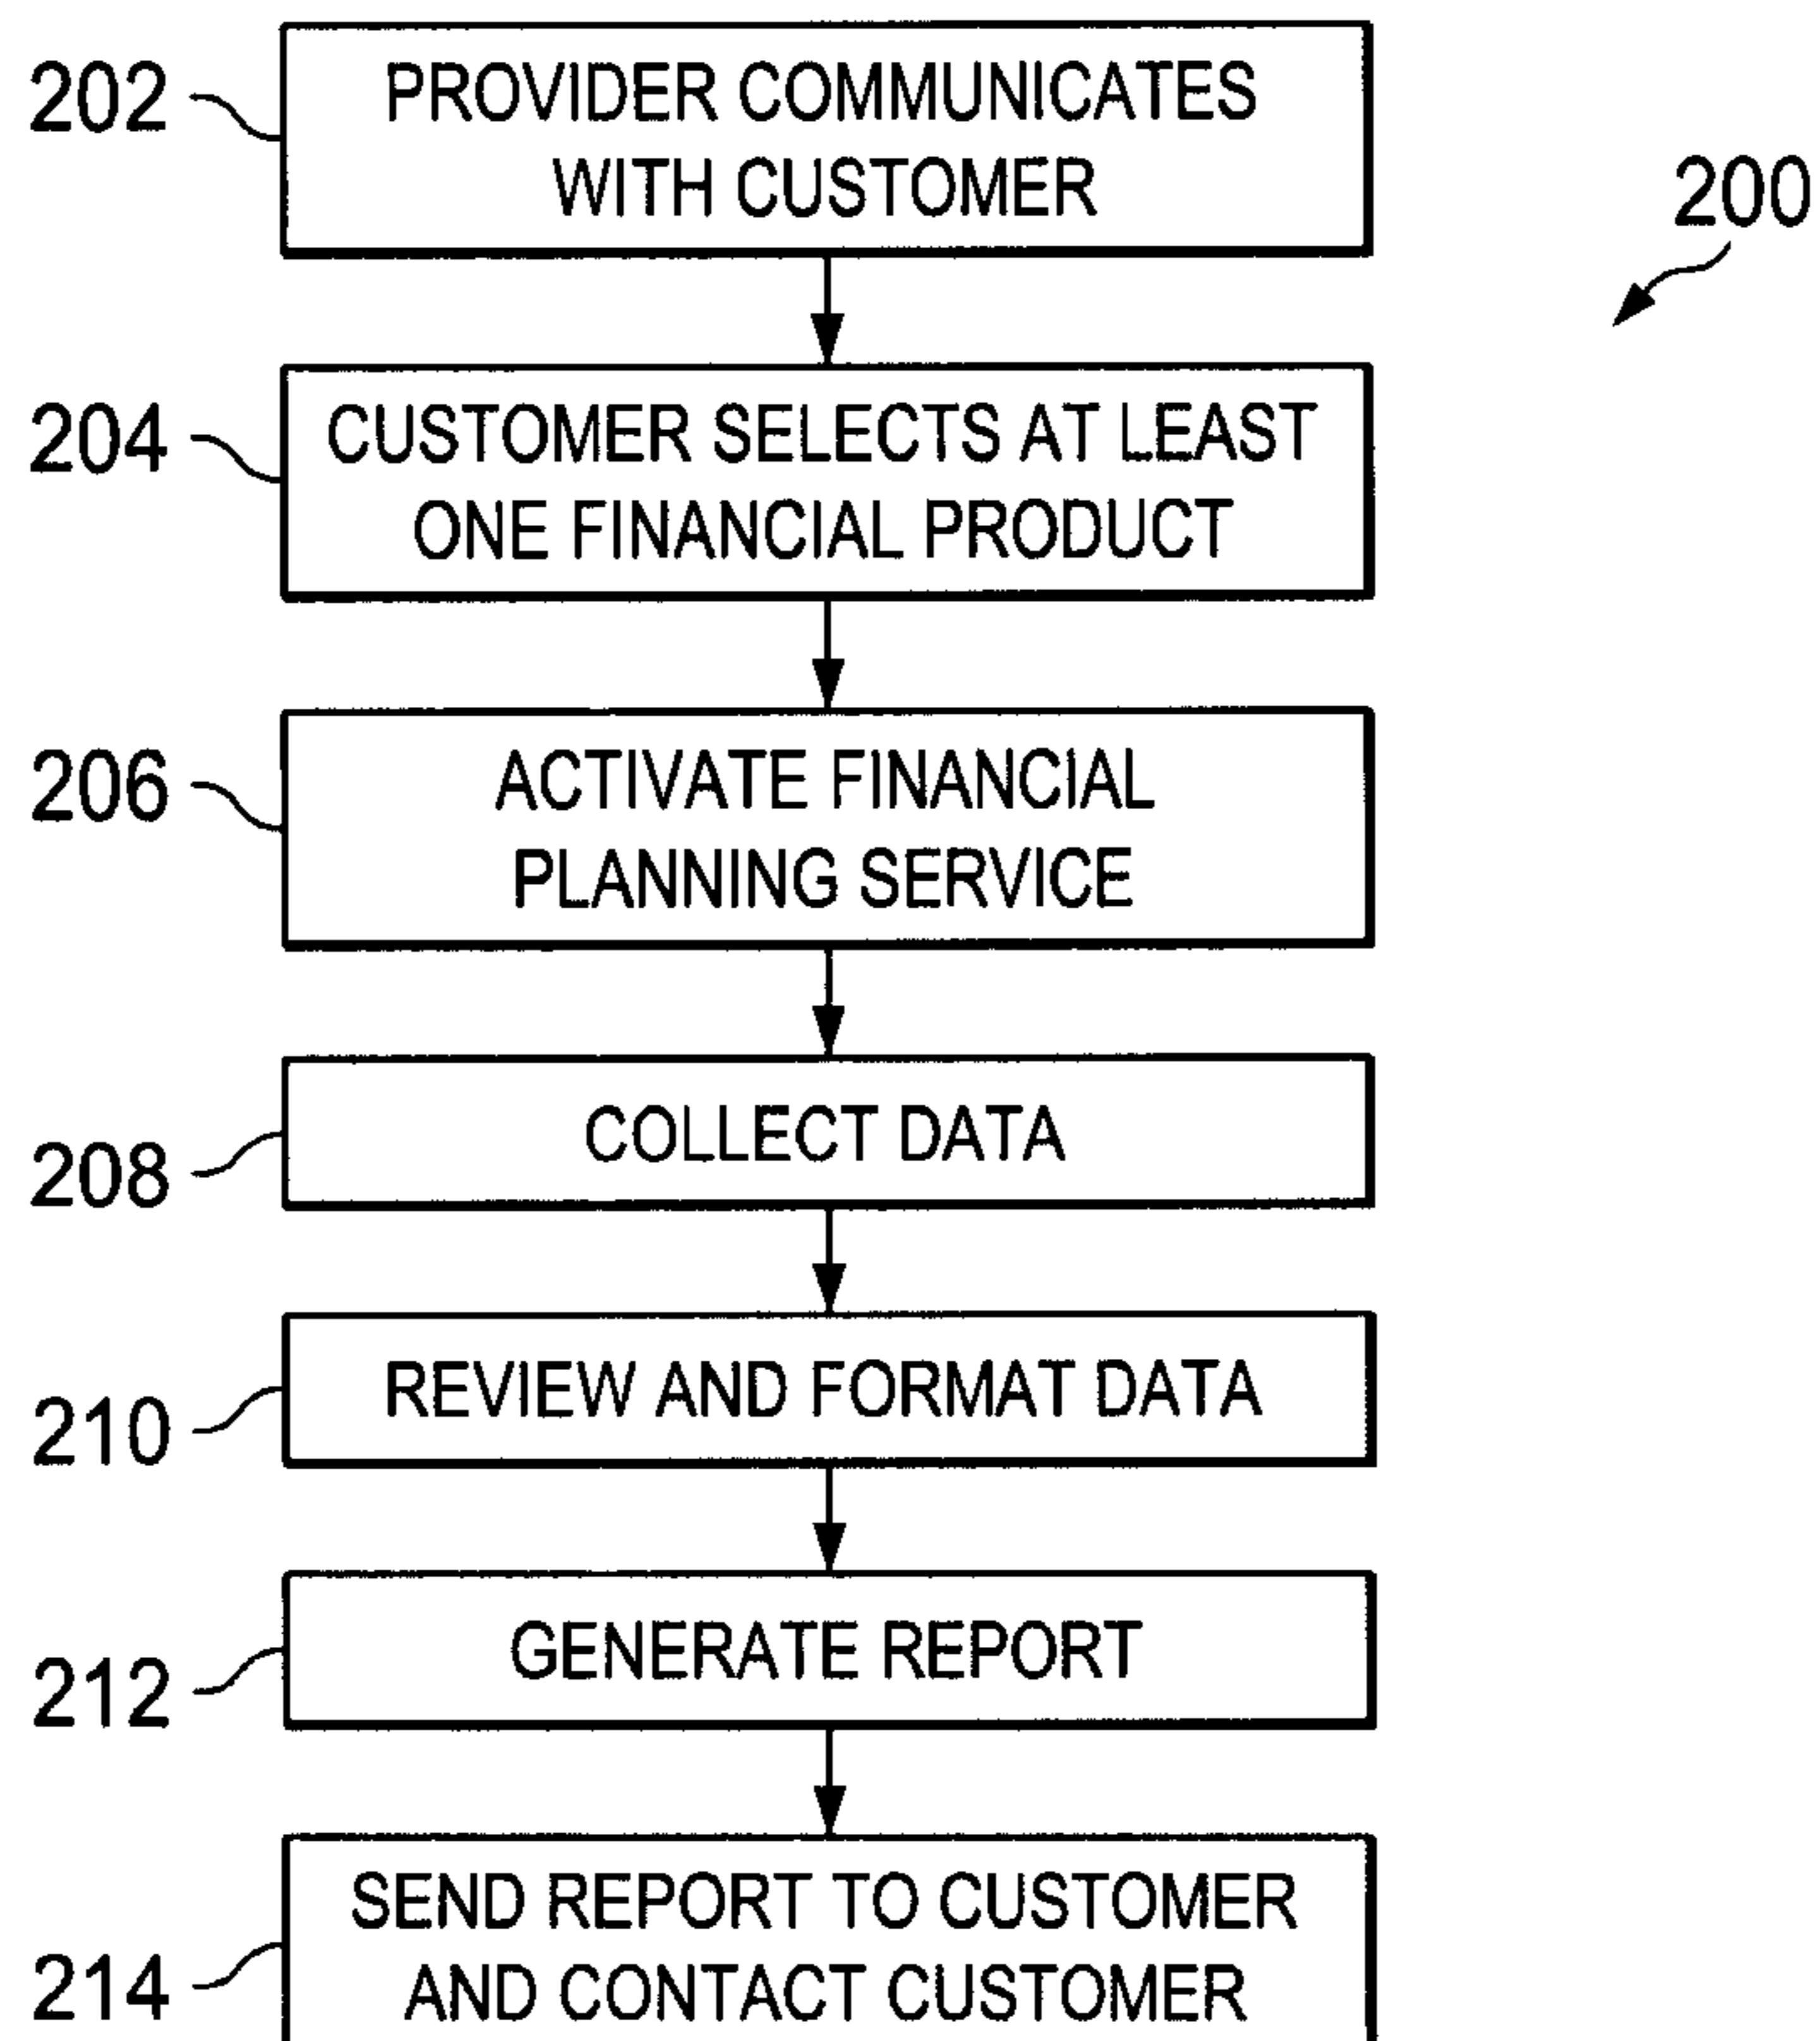 202
PROVIDER COMMUNICATES
WITH CUSTOMER
200
204
CUSTOMER SELECTS AT LEAST
ONE FINANCIAL PRODUCT
206
ACTIVATE FINANCIAL
PLANNING SERVICE
208
COLLECT DATA
210
REVIEW AND FORMAT DATA
212
GENERATE REPORT
214
SEND REPORT TO CUSTOMER
AND CONTACT CUSTOMER